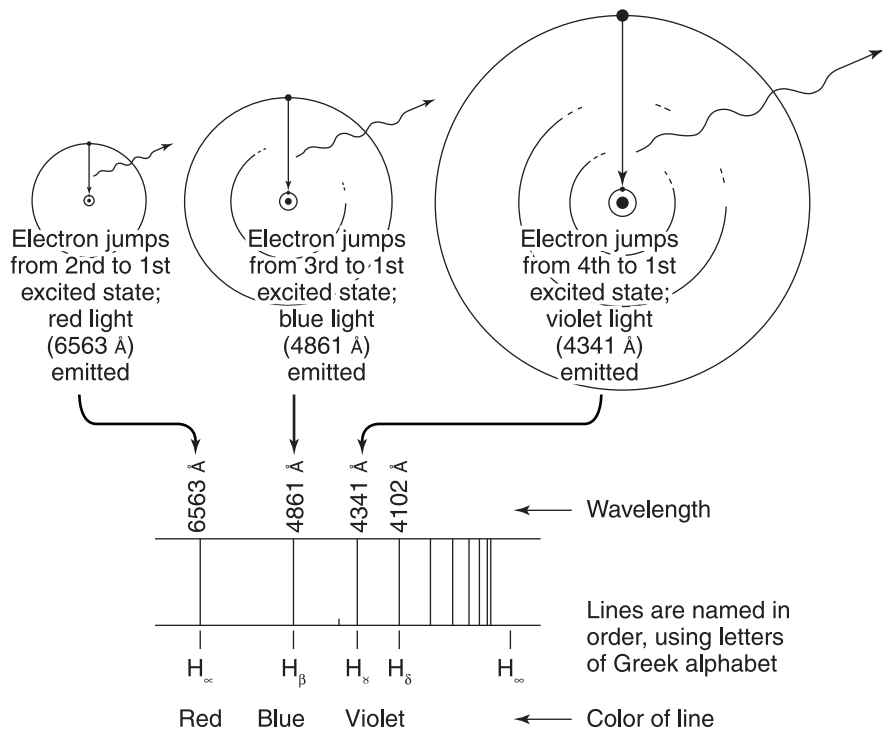 Electron jumps
from 2nd to 1st
excited state;
red light
(6563 Å)
emitted
Electron jumps
from 3rd to 1st
excited state;
blue light
(4861 Å)
emitted
Electron jumps
from 4th to 1st
excited state;
violet light
(4341 Å)
emitted
6563 Å
4861 Å
4341 Å
4102 Å
Wavelength
Lines are named in
order, using letters
of Greek alphabet
H∝ H_β H_γ H_δ H∞
Red Blue Violet
Color of line